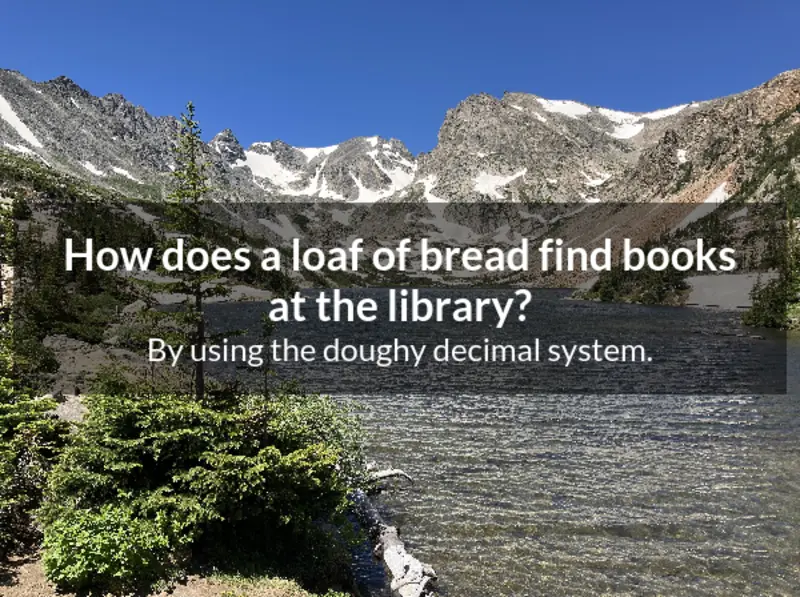 How does a loaf of bread find books
at the library?
By using the doughy decimal system.